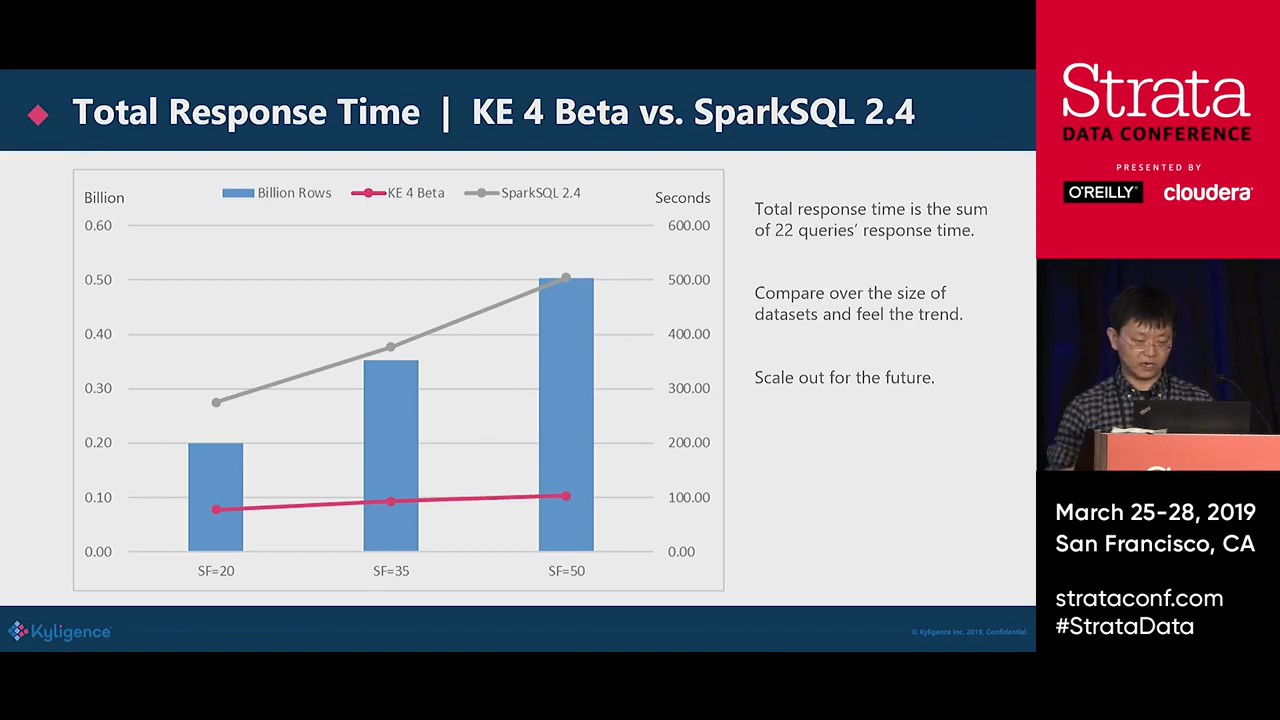 Total Response Time | KE 4 Beta vs. SparkSQL 2.4
Billion
Billion Rows
KE 4 Beta
SparkSQL 2.4
Seconds
0.60
600.00
0.50
500.00
0.40
400.00
0.30
300.00
0.20
200.00
0.10
100.00
0.00
0.00
SF=20
SF=35
SF=50
Total response time is the sum
of 22 queries' response time.
Compare over the size of
datasets and feel the trend.
Scale out for the future.
Kyligence
© Kyligence Inc. 2019, Confidential.
Strata
DATA CONFERENCE
PRESENTED BY
O'REILLY
cloudera
March 25-28, 2019
San Francisco, CA
strataconf.com
#StrataData